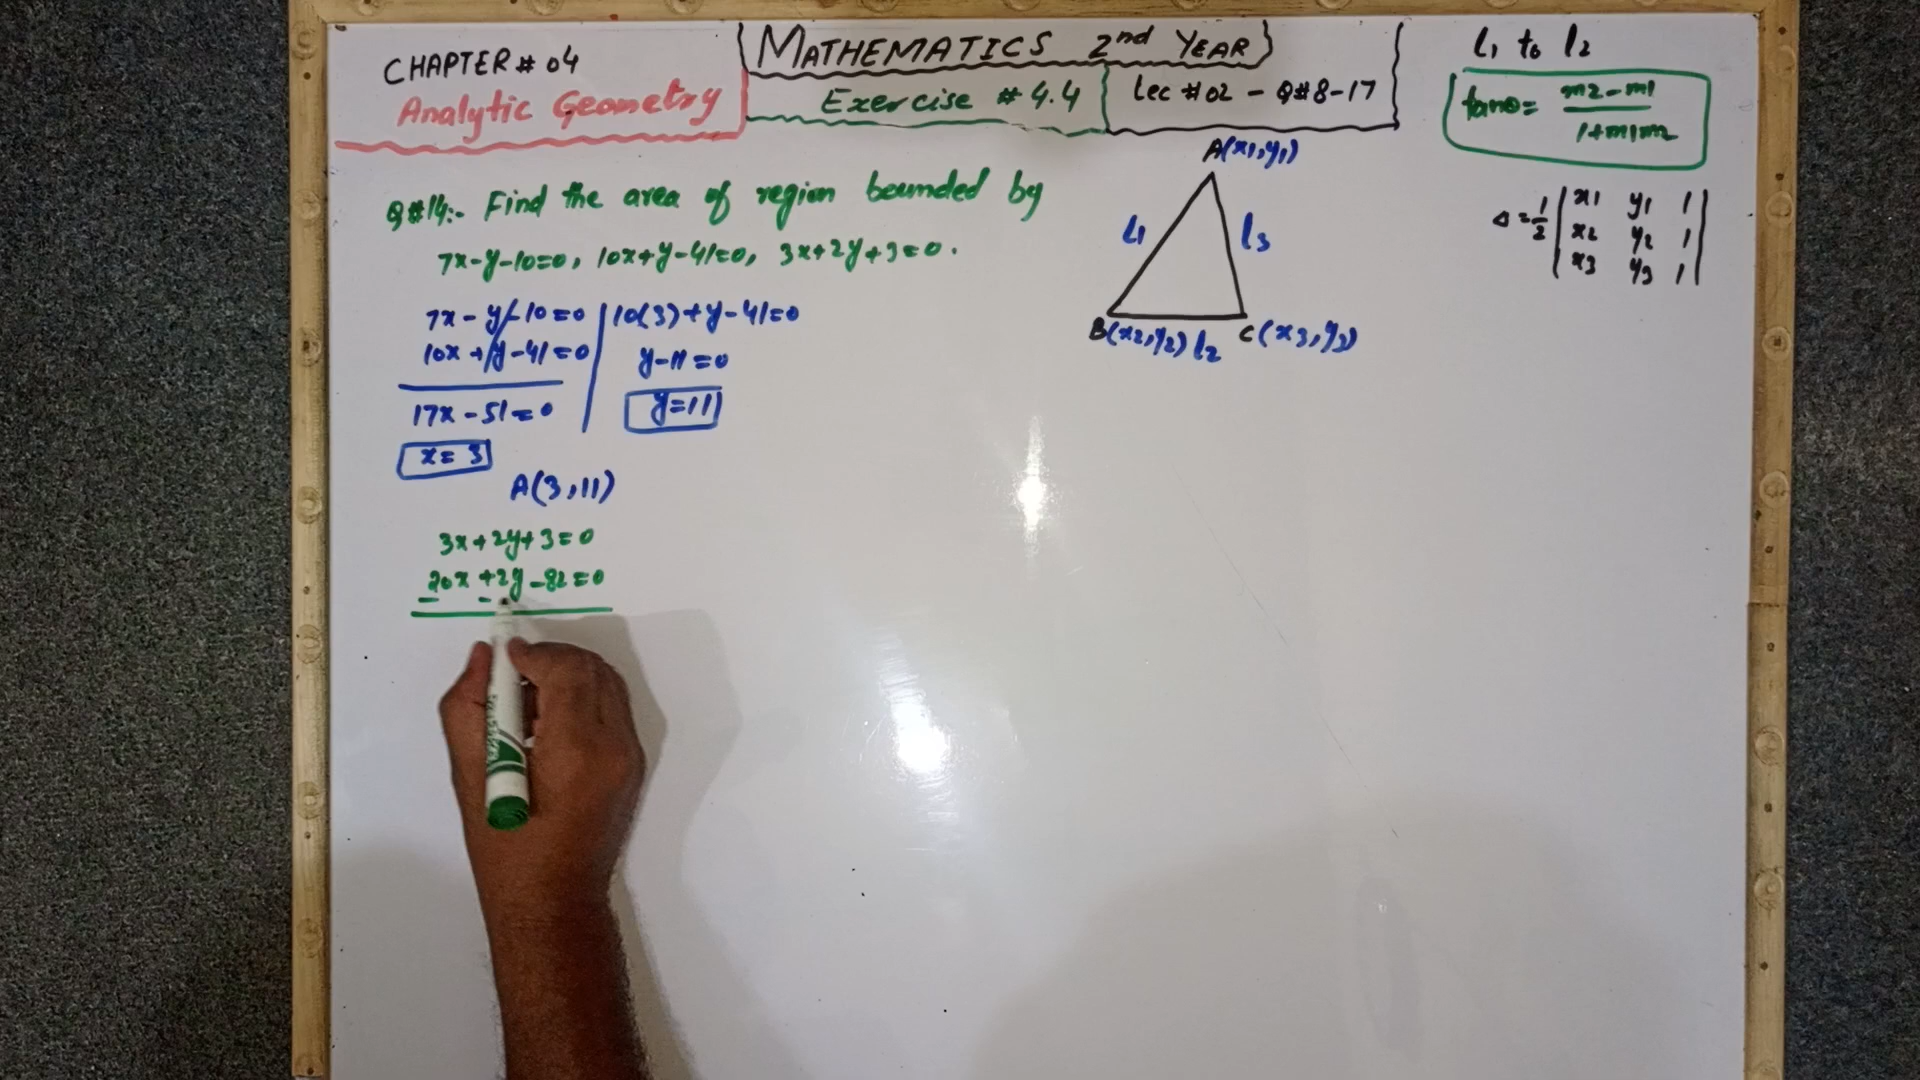 CHAPTER # 04
Analytic Geometry
MATHEMATICS 2nd YEAR
Exercise # 4.4
Lec # 02 - Q#8-17
l1 to l2
tanθ = m2-m1 / 1+m1m2
Δ = 1/2 | x1 y1 1 |
| x2 y2 1 |
| x3 y3 1 |
Q#14:- Find the area of region bounded by
7x-y-10=0, 10x+y-41=0, 3x+2y+3=0.
A(x1,y1)
l1
l3
B(x2,y2) l2 C(x3,y3)
7x-y-10=0
10x+y-41=0
17x-51=0
x=3
10(3)+y-41=0
y-11=0
y=11
A(3,11)
3x+2y+3=0
20x+2y-82=0
- -